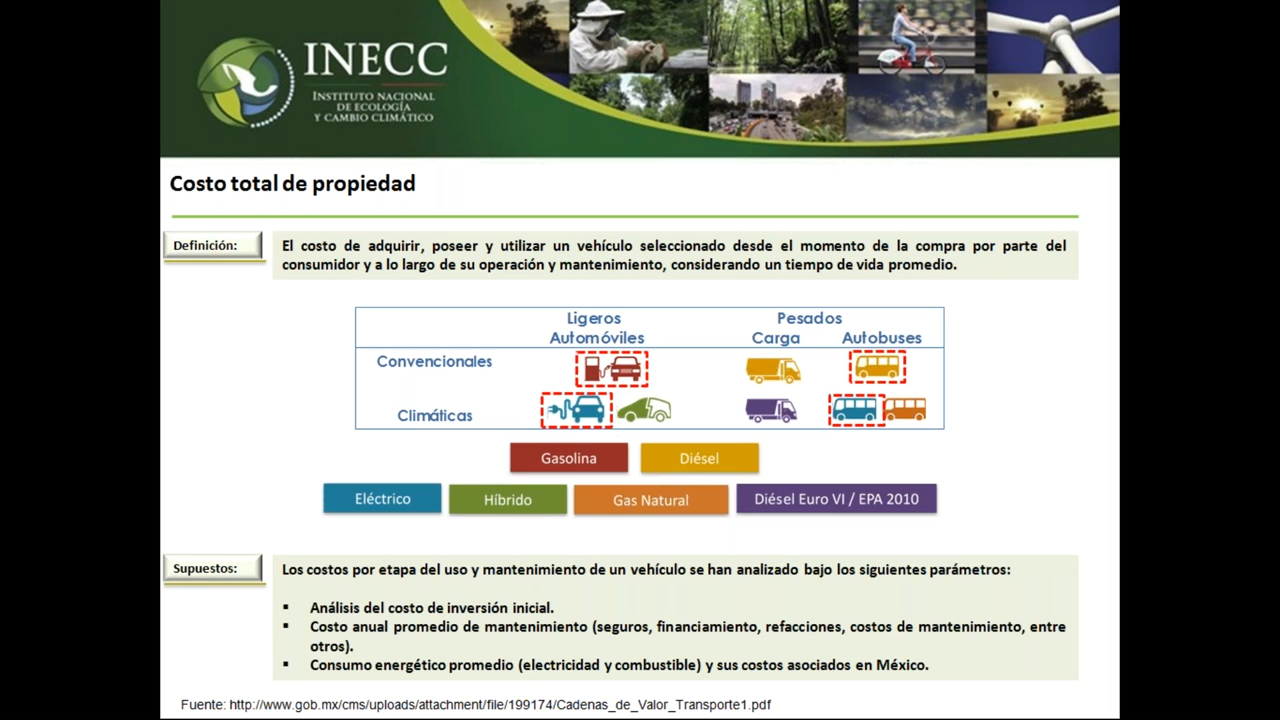 INECC
INSTITUTO NACIONAL
DE ECOLOGÍA
Y CAMBIO CLIMÁTICO
Costo total de propiedad
Definición:
El costo de adquirir, poseer y utilizar un vehículo seleccionado desde el momento de la compra por parte del
consumidor y a lo largo de su operación y mantenimiento, considerando un tiempo de vida promedio.
Ligeros Pesados
Automóviles Carga Autobuses
Convencionales
Climáticas
Gasolina Diésel
Eléctrico Híbrido Gas Natural Diésel Euro VI / EPA 2010
Supuestos:
Los costos por etapa del uso y mantenimiento de un vehículo se han analizado bajo los siguientes parámetros:
▪ Análisis del costo de inversión inicial.
▪ Costo anual promedio de mantenimiento (seguros, financiamiento, refacciones, costos de mantenimiento, entre
otros).
▪ Consumo energético promedio (electricidad y combustible) y sus costos asociados en México.
Fuente: http://www.gob.mx/cms/uploads/attachment/file/199174/Cadenas_de_Valor_Transporte1.pdf